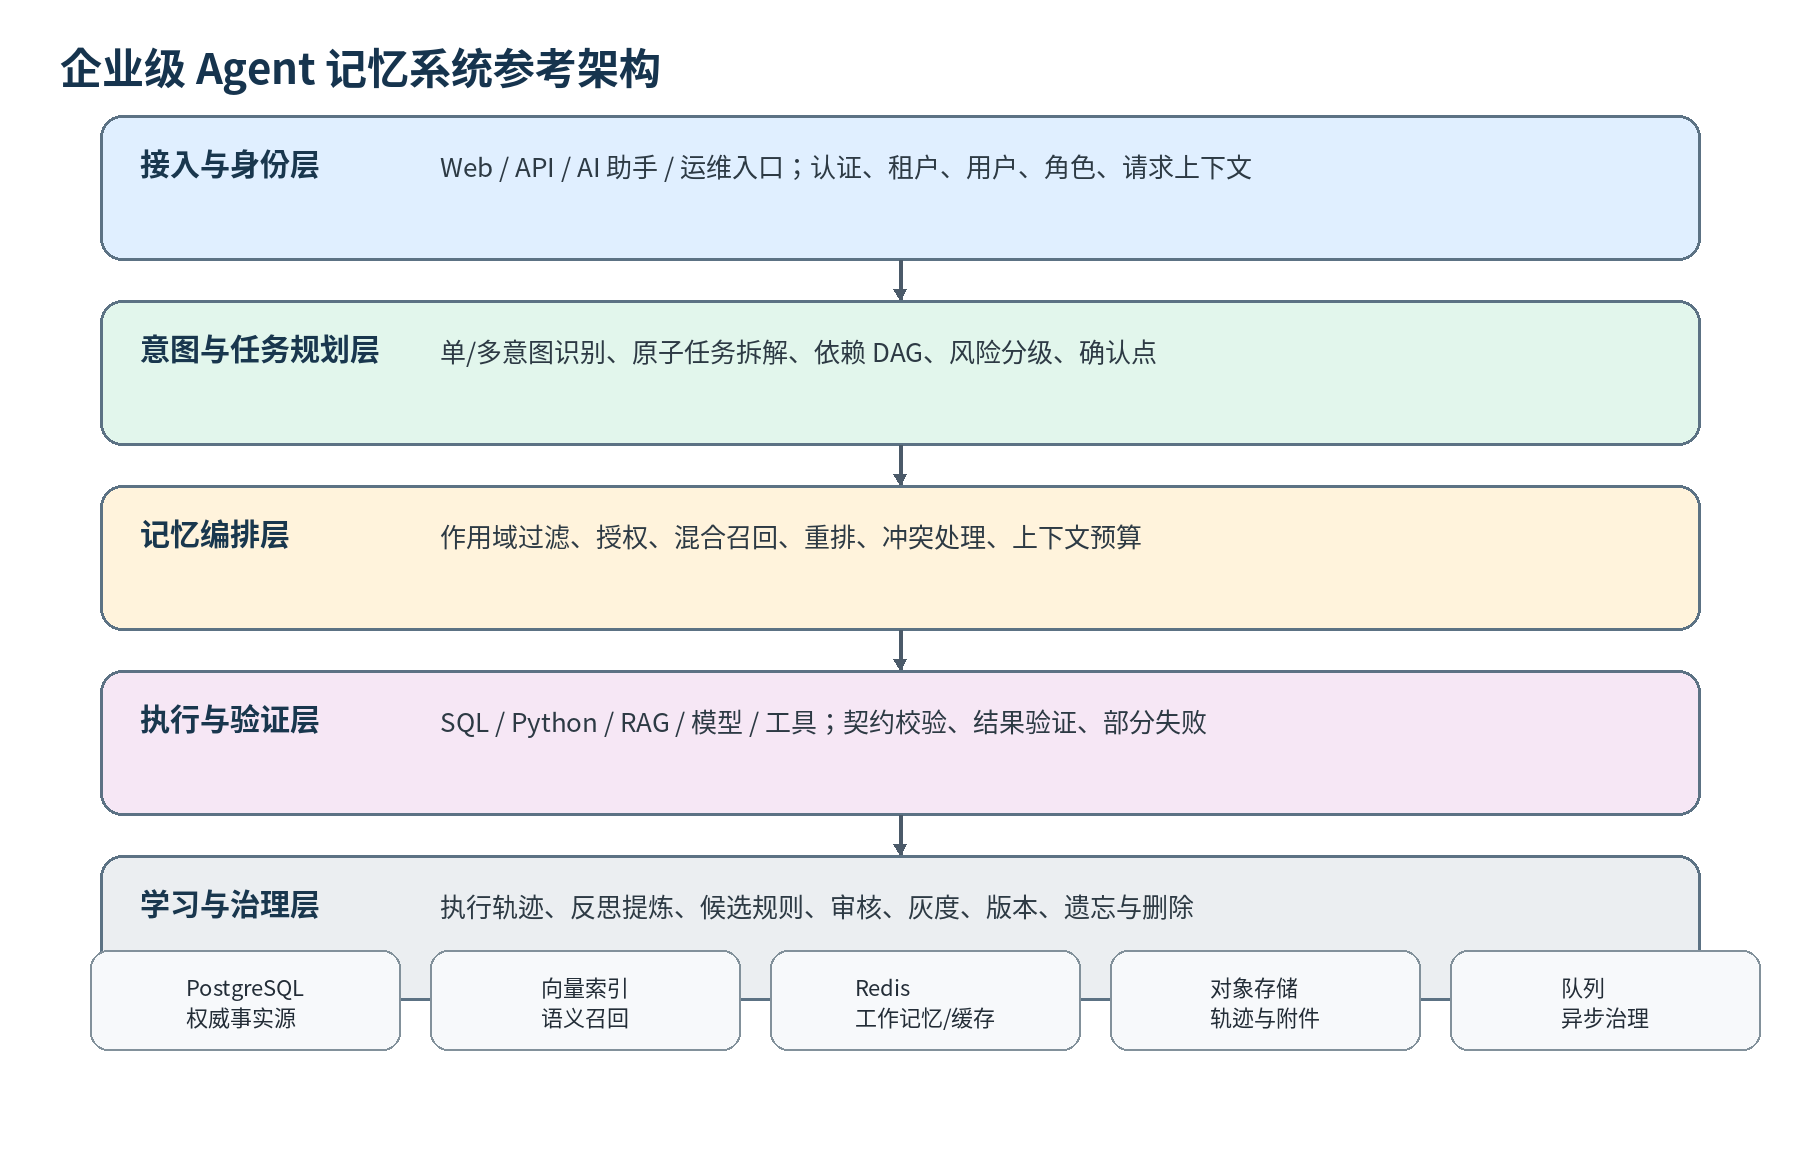 企业级 Agent 记忆系统参考架构
接入与身份层
Web / API / AI 助手 / 运维入口；认证、租户、用户、角色、请求上下文
意图与任务规划层
单/多意图识别、原子任务拆解、依赖 DAG、风险分级、确认点
记忆编排层
作用域过滤、授权、混合召回、重排、冲突处理、上下文预算
执行与验证层
SQL / Python / RAG / 模型 / 工具；契约校验、结果验证、部分失败
学习与治理层
执行轨迹、反思提炼、候选规则、审核、灰度、版本、遗忘与删除
PostgreSQL
权威事实源
向量索引
语义召回
Redis
工作记忆/缓存
对象存储
轨迹与附件
队列
异步治理